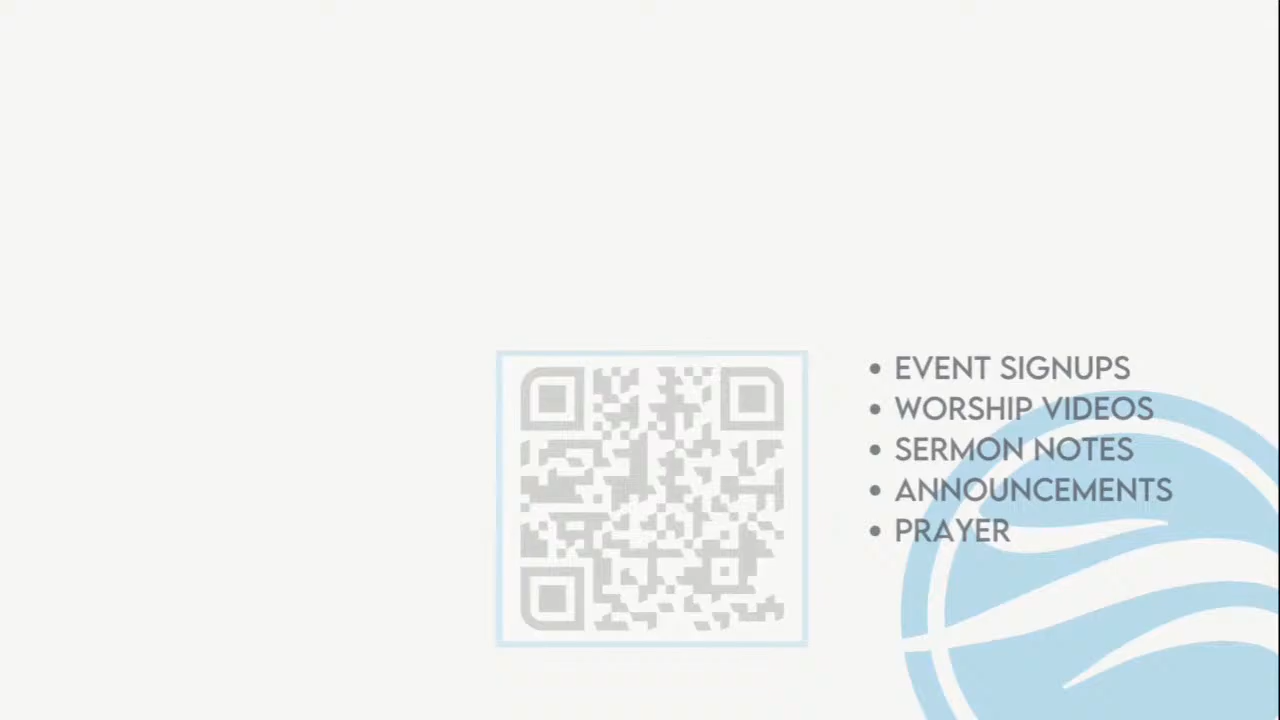 • EVENT SIGNUPS
• WORSHIP VIDEOS
• SERMON NOTES
• ANNOUNCEMENTS
• PRAYER